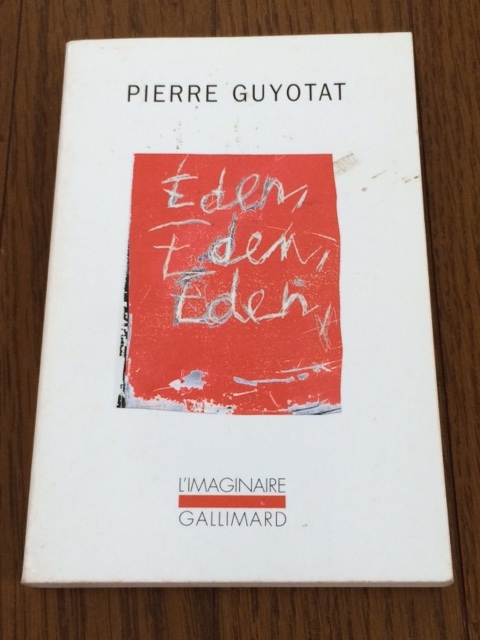 PIERRE GUYOTAT
Eden,
Eden,
Eden,
L'IMAGINAIRE
GALLIMARD